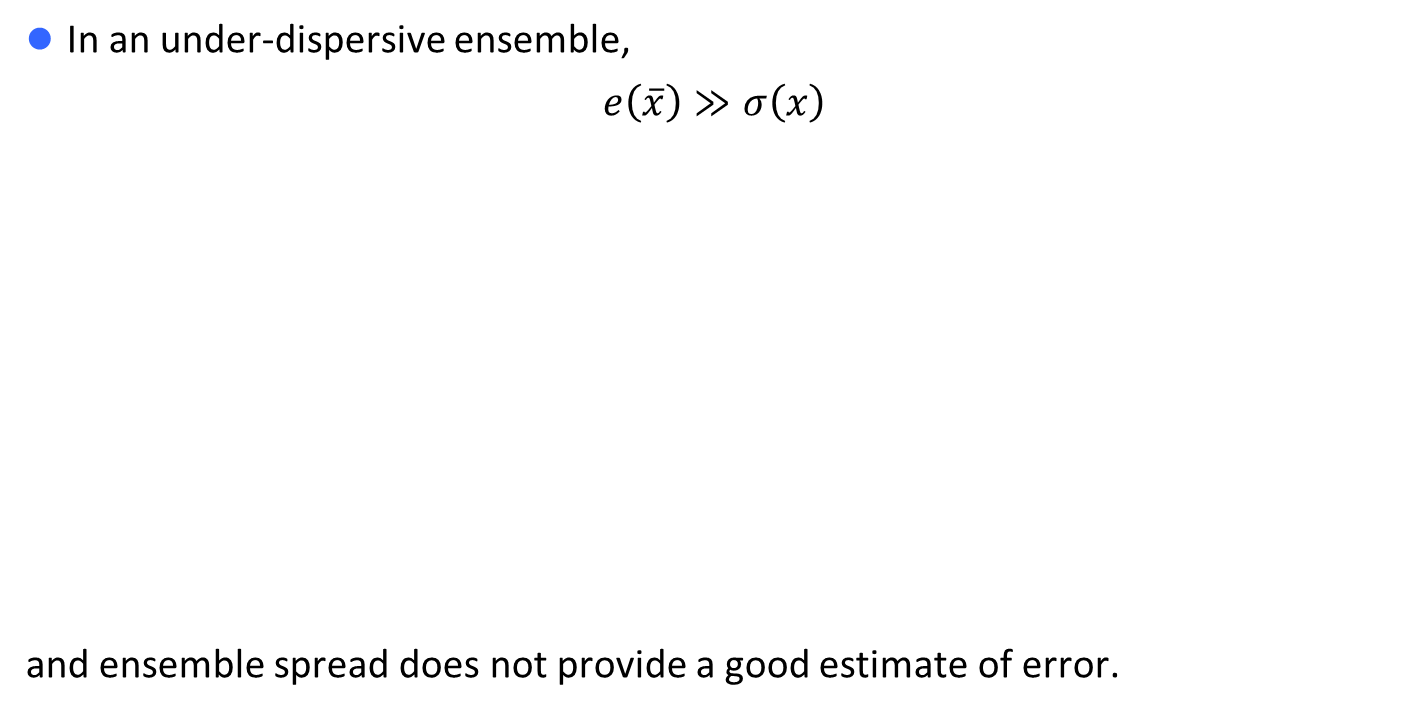 ● In an under-dispersive ensemble,
e(x̄) ≫ σ(x)
and ensemble spread does not provide a good estimate of error.